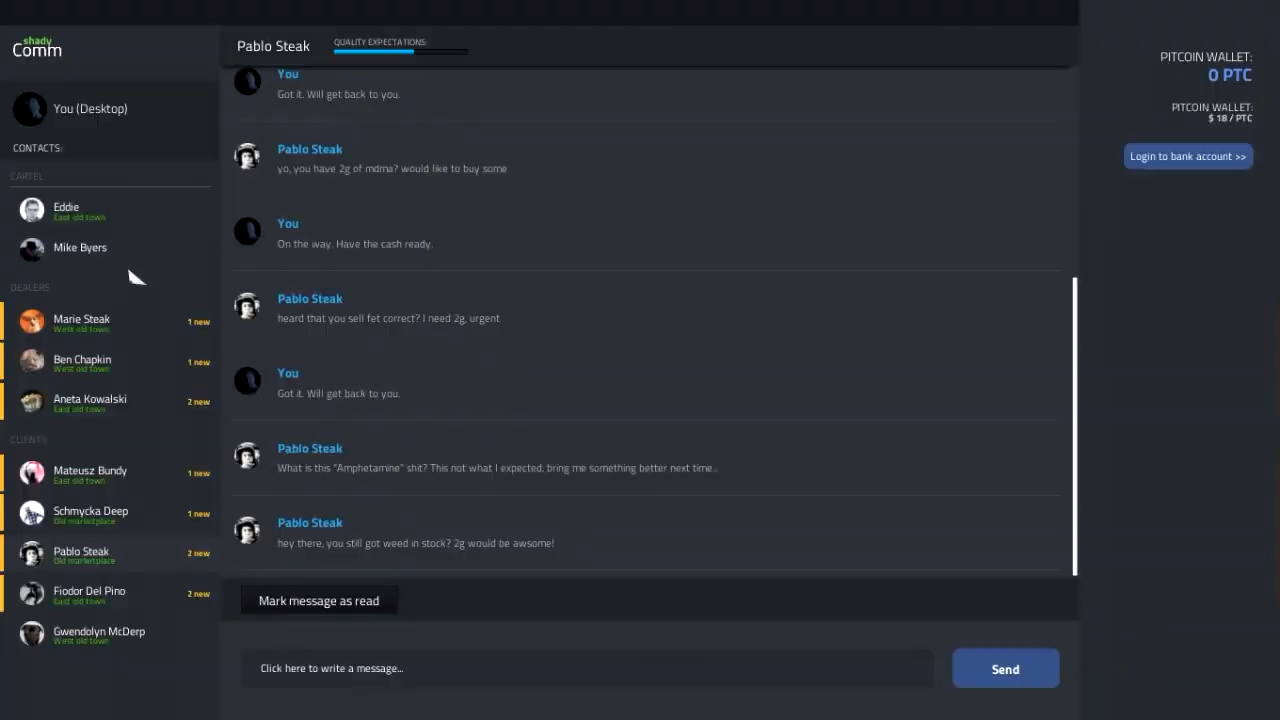 shady
Comm
You (Desktop)
CONTACTS:
CARTEL
Eddie
East old town
Mike Byers
DEALERS
Marie Steak
West old town
1 new
Ben Chapkin
West old town
1 new
Aneta Kowalski
East old town
2 new
CLIENTS
Mateusz Bundy
East old town
1 new
Schmycka Deep
Old marketplace
1 new
Pablo Steak
Old marketplace
2 new
Fiodor Del Pino
East old town
2 new
Gwendolyn McDerp
West old town
Pablo Steak
QUALITY EXPECTATIONS:
You
Got it. Will get back to you.
Pablo Steak
yo, you have 2g of mdma? would like to buy some
You
On the way. Have the cash ready.
Pablo Steak
heard that you sell fet correct? I need 2g, urgent
You
Got it. Will get back to you.
Pablo Steak
What is this "Amphetamine" shit? This not what I expected, bring me something better next time...
Pablo Steak
hey there, you still got weed in stock? 2g would be awsome!
Mark message as read
Click here to write a message...
Send
PITCOIN WALLET:
0 PTC
PITCOIN WALLET:
$ 18 / PTC
Login to bank account >>